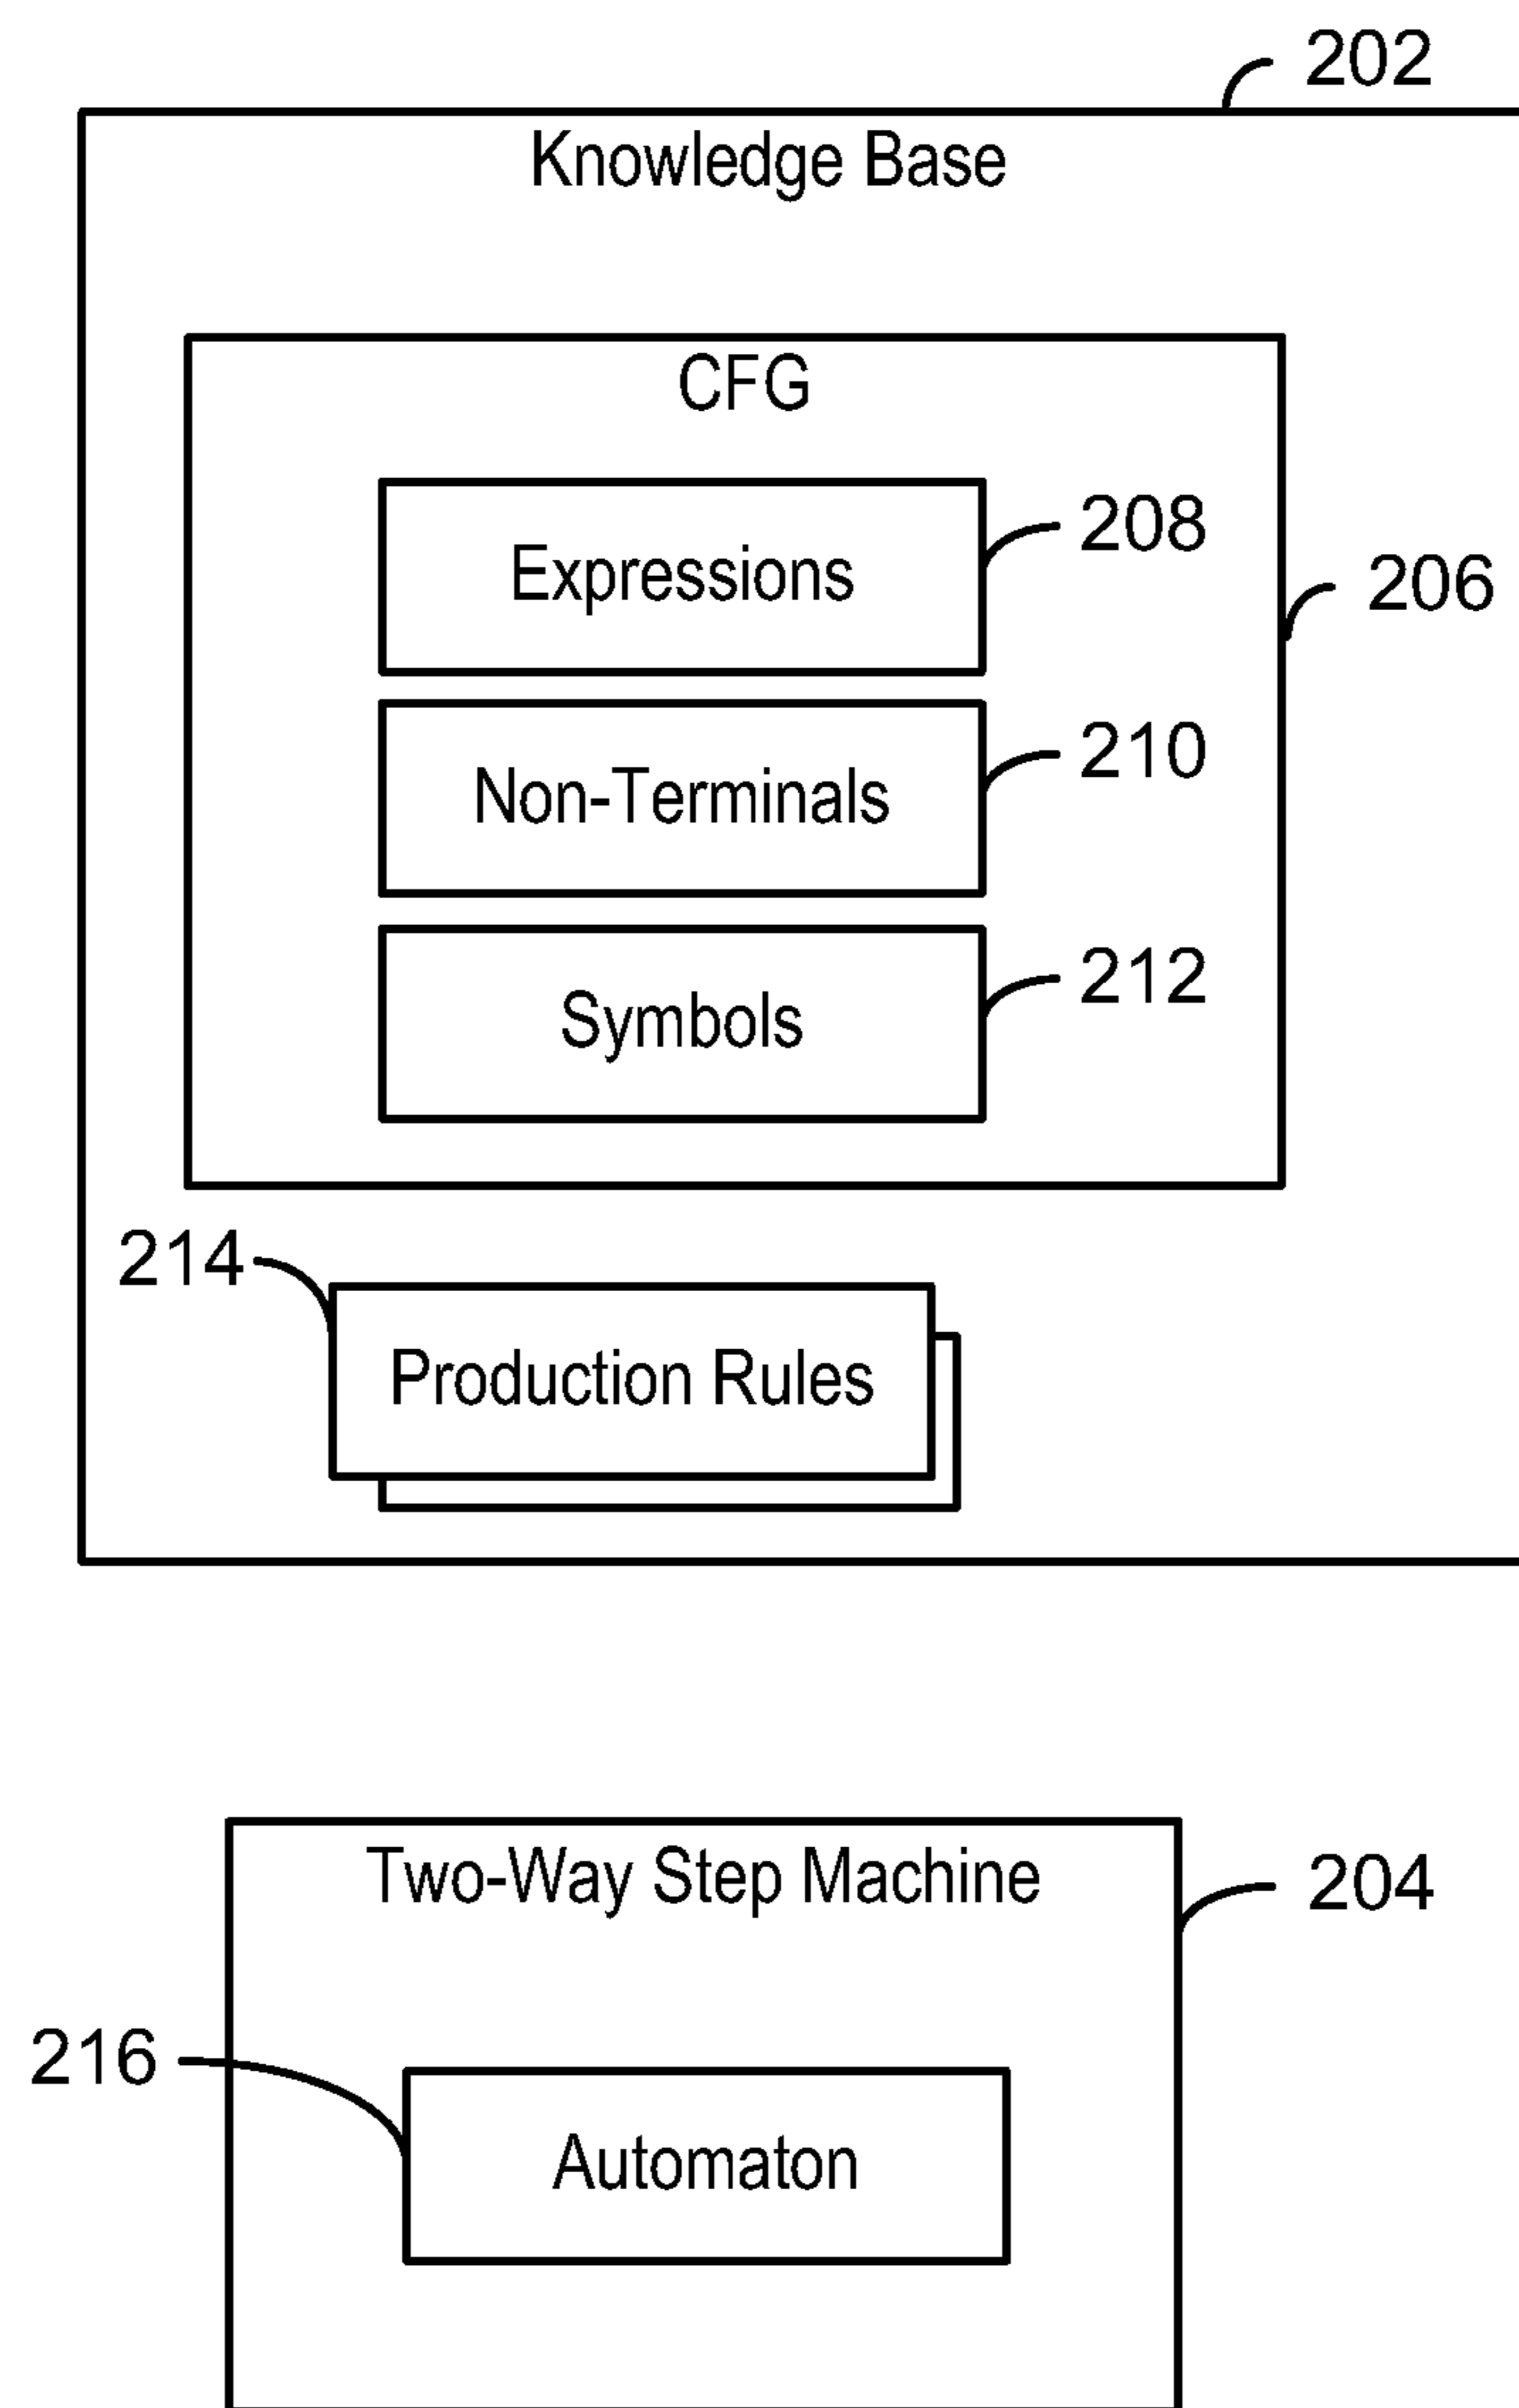 202
Knowledge Base
CFG
Expressions
208
206
Non-Terminals
210
Symbols
212
214
Production Rules
Two-Way Step Machine
204
216
Automaton